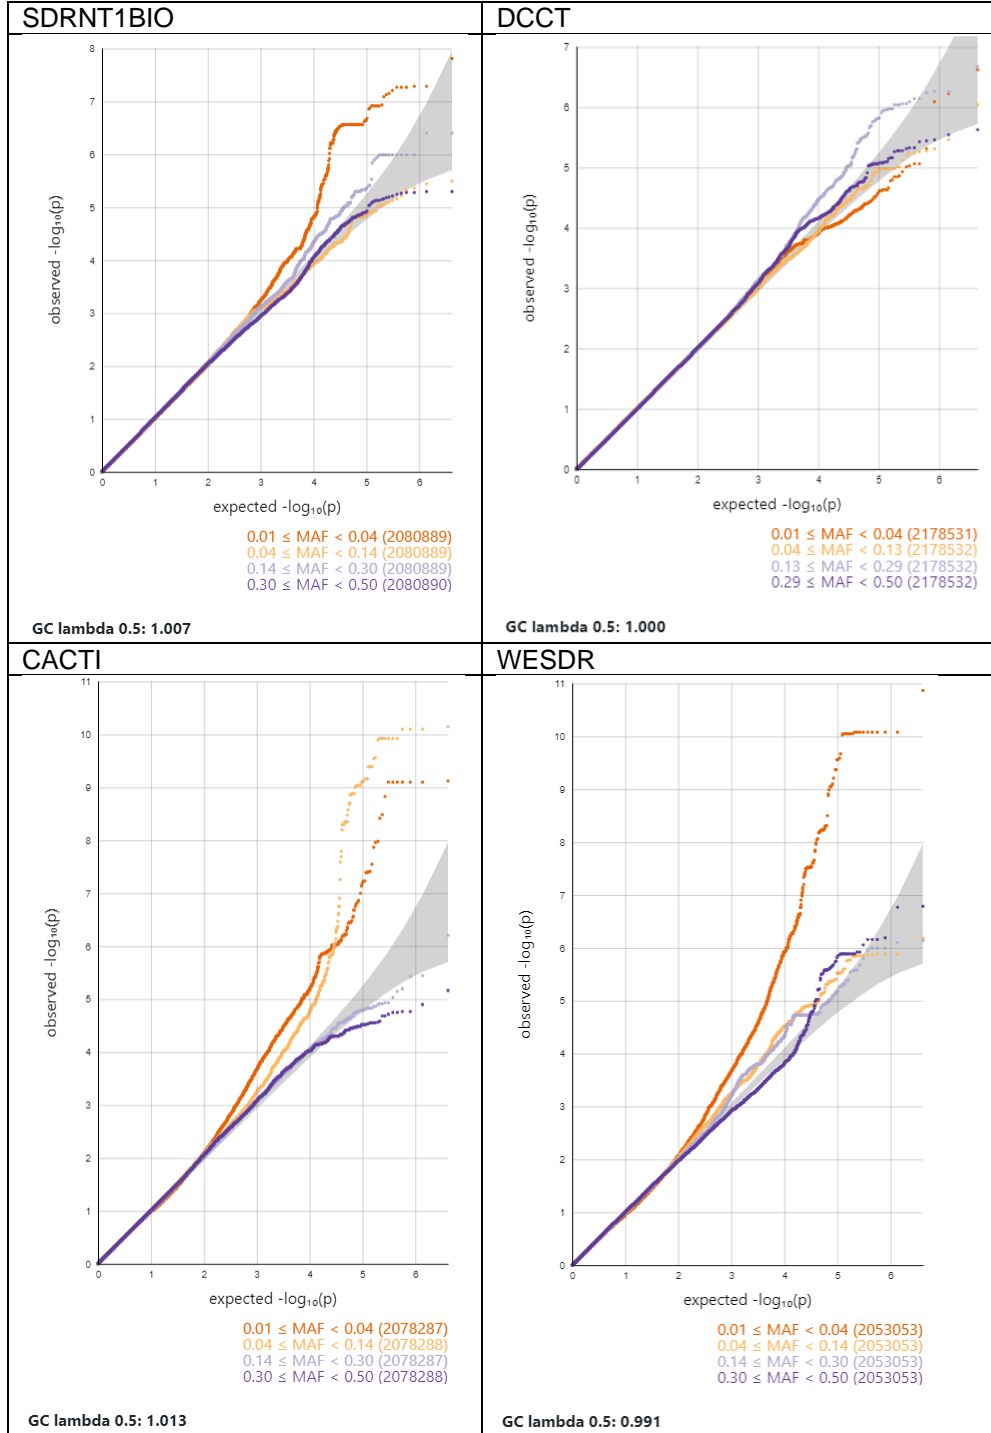 SDRNT1BIO
8
7
6
5
4
3
2
1
0
observed -log₁₀(p)
0 1 2 3 4 5 6
expected -log₁₀(p)
0.01 ≤ MAF < 0.04 (2080889)
0.04 ≤ MAF < 0.14 (2080889)
0.14 ≤ MAF < 0.30 (2080889)
0.30 ≤ MAF < 0.50 (2080890)
GC lambda 0.5: 1.007
DCCT
7
6
5
4
3
2
1
0
observed -log₁₀(p)
0 1 2 3 4 5 6
expected -log₁₀(p)
0.01 ≤ MAF < 0.04 (2178531)
0.04 ≤ MAF < 0.13 (2178532)
0.13 ≤ MAF < 0.29 (2178532)
0.29 ≤ MAF < 0.50 (2178532)
GC lambda 0.5: 1.000
CACTI
11
10
9
8
7
6
5
4
3
2
1
0
observed -log₁₀(p)
0 1 2 3 4 5 6
expected -log₁₀(p)
0.01 ≤ MAF < 0.04 (2078287)
0.04 ≤ MAF < 0.14 (2078288)
0.14 ≤ MAF < 0.30 (2078287)
0.30 ≤ MAF < 0.50 (2078288)
GC lambda 0.5: 1.013
WESDR
11
10
9
8
7
6
5
4
3
2
1
0
observed -log₁₀(p)
0 1 2 3 4 5 6
expected -log₁₀(p)
0.01 ≤ MAF < 0.04 (2053053)
0.04 ≤ MAF < 0.14 (2053053)
0.14 ≤ MAF < 0.30 (2053053)
0.30 ≤ MAF < 0.50 (2053053)
GC lambda 0.5: 0.991